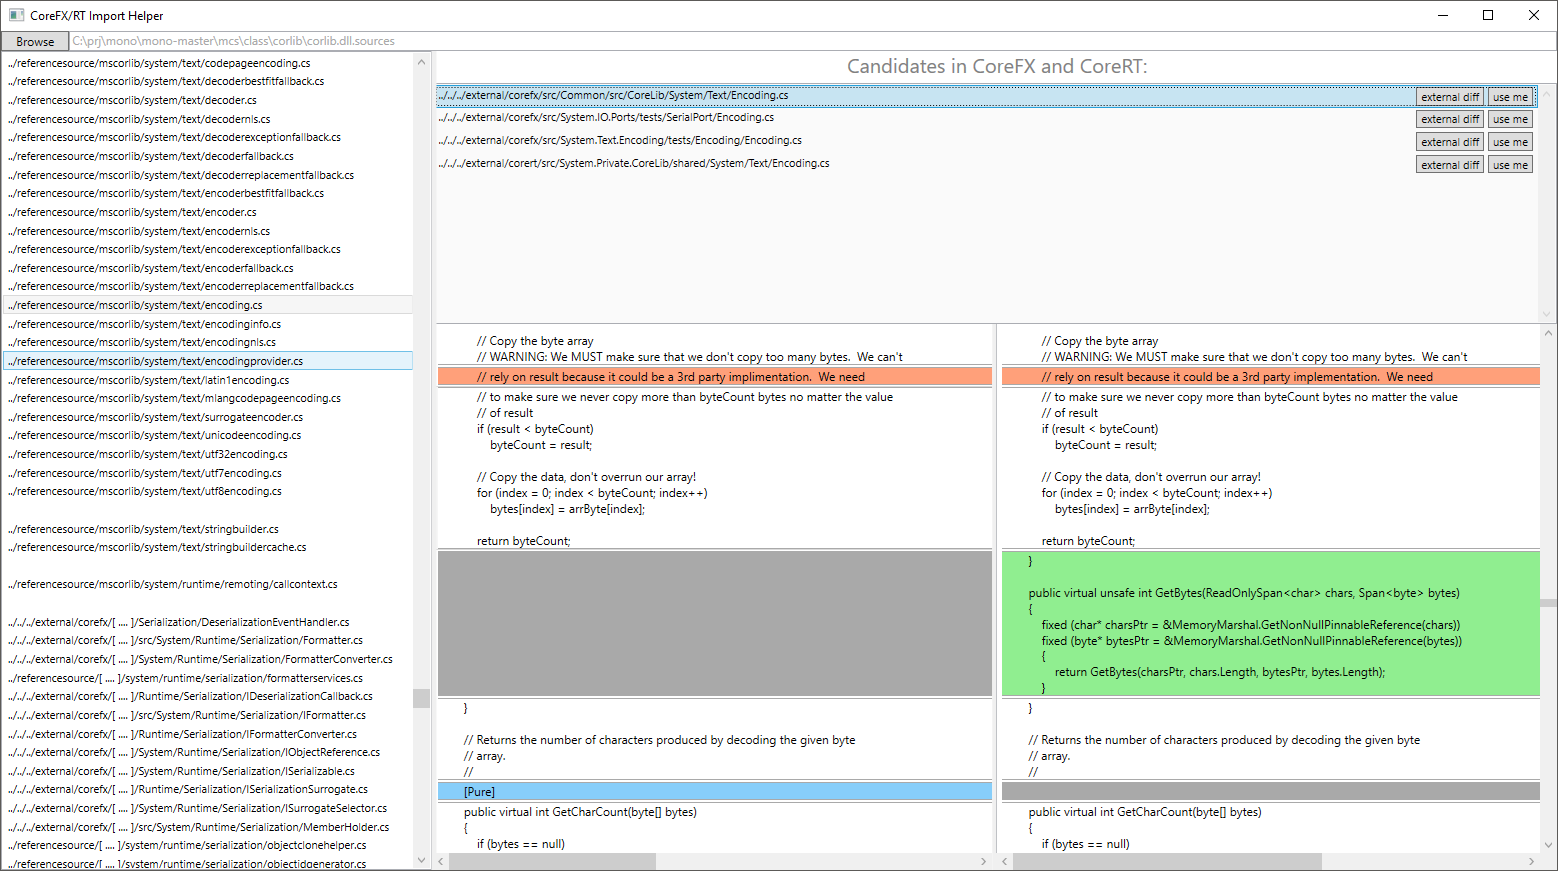 CoreFX/RT Import Helper
Browse
C:\prj\mono\mono-master\mcs\class\corlib\corlib.dll.sources
../referencesource/mscorlib/system/text/codepageencoding.cs
../referencesource/mscorlib/system/text/decoderbestfitfallback.cs
../referencesource/mscorlib/system/text/decoder.cs
../referencesource/mscorlib/system/text/decodernls.cs
../referencesource/mscorlib/system/text/decoderexceptionfallback.cs
../referencesource/mscorlib/system/text/decoderfallback.cs
../referencesource/mscorlib/system/text/decoderreplacementfallback.cs
../referencesource/mscorlib/system/text/encoderbestfitfallback.cs
../referencesource/mscorlib/system/text/encoder.cs
../referencesource/mscorlib/system/text/encodernls.cs
../referencesource/mscorlib/system/text/encoderexceptionfallback.cs
../referencesource/mscorlib/system/text/encoderfallback.cs
../referencesource/mscorlib/system/text/encoderreplacementfallback.cs
../referencesource/mscorlib/system/text/encoding.cs
../referencesource/mscorlib/system/text/encodinginfo.cs
../referencesource/mscorlib/system/text/encodingnls.cs
../referencesource/mscorlib/system/text/encodingprovider.cs
../referencesource/mscorlib/system/text/latin1encoding.cs
../referencesource/mscorlib/system/text/mlangcodepageencoding.cs
../referencesource/mscorlib/system/text/surrogateencoder.cs
../referencesource/mscorlib/system/text/unicodeencoding.cs
../referencesource/mscorlib/system/text/utf32encoding.cs
../referencesource/mscorlib/system/text/utf7encoding.cs
../referencesource/mscorlib/system/text/utf8encoding.cs
../referencesource/mscorlib/system/text/stringbuilder.cs
../referencesource/mscorlib/system/text/stringbuildercache.cs
../referencesource/mscorlib/system/runtime/remoting/callcontext.cs
../../../external/corefx/[ .... ]/Serialization/DeserializationEventHandler.cs
../../../external/corefx/[ .... ]/src/System/Runtime/Serialization/Formatter.cs
../../../external/corefx/[ .... ]/System/Runtime/Serialization/FormatterConverter.cs
../referencesource/[ .... ]/system/runtime/serialization/formatterservices.cs
../../../external/corefx/[ .... ]/Runtime/Serialization/IDeserializationCallback.cs
../../../external/corefx/[ .... ]/src/System/Runtime/Serialization/IFormatter.cs
../../../external/corefx/[ .... ]/Runtime/Serialization/IFormatterConverter.cs
../../../external/corefx/[ .... ]/System/Runtime/Serialization/IObjectReference.cs
../../../external/corefx/[ .... ]/System/Runtime/Serialization/ISerializable.cs
../../../external/corefx/[ .... ]/Runtime/Serialization/ISerializationSurrogate.cs
../../../external/corefx/[ .... ]/System/Runtime/Serialization/ISurrogateSelector.cs
../../../external/corefx/[ .... ]/src/System/Runtime/Serialization/MemberHolder.cs
../referencesource/[ .... ]/system/runtime/serialization/objectclonehelper.cs
../referencesource/[ .... ]/system/runtime/serialization/objectidgenerator.cs
Candidates in CoreFX and CoreRT:
../../../external/corefx/src/Common/src/CoreLib/System/Text/Encoding.cs external diff use me
../../../external/corefx/src/System.IO.Ports/tests/SerialPort/Encoding.cs external diff use me
../../../external/corefx/src/System.Text.Encoding/tests/Encoding/Encoding.cs external diff use me
../../../external/corert/src/System.Private.CoreLib/shared/System/Text/Encoding.cs external diff use me
// Copy the byte array
// WARNING: We MUST make sure that we don't copy too many bytes.  We can't
// rely on result because it could be a 3rd party implimentation.  We need
// to make sure we never copy more than byteCount bytes no matter the value
// of result
if (result < byteCount)
byteCount = result;
// Copy the data, don't overrun our array!
for (index = 0; index < byteCount; index++)
bytes[index] = arrByte[index];
return byteCount;
}
// Returns the number of characters produced by decoding the given byte
// array.
//
[Pure]
public virtual int GetCharCount(byte[] bytes)
{
if (bytes == null)
// Copy the byte array
// WARNING: We MUST make sure that we don't copy too many bytes.  We can't
// rely on result because it could be a 3rd party implementation.  We need
// to make sure we never copy more than byteCount bytes no matter the value
// of result
if (result < byteCount)
byteCount = result;
// Copy the data, don't overrun our array!
for (index = 0; index < byteCount; index++)
bytes[index] = arrByte[index];
return byteCount;
}
public virtual unsafe int GetBytes(ReadOnlySpan<char> chars, Span<byte> bytes)
{
fixed (char* charsPtr = &MemoryMarshal.GetNonNullPinnableReference(chars))
fixed (byte* bytesPtr = &MemoryMarshal.GetNonNullPinnableReference(bytes))
{
return GetBytes(charsPtr, chars.Length, bytesPtr, bytes.Length);
}
}
// Returns the number of characters produced by decoding the given byte
// array.
//
public virtual int GetCharCount(byte[] bytes)
{
if (bytes == null)